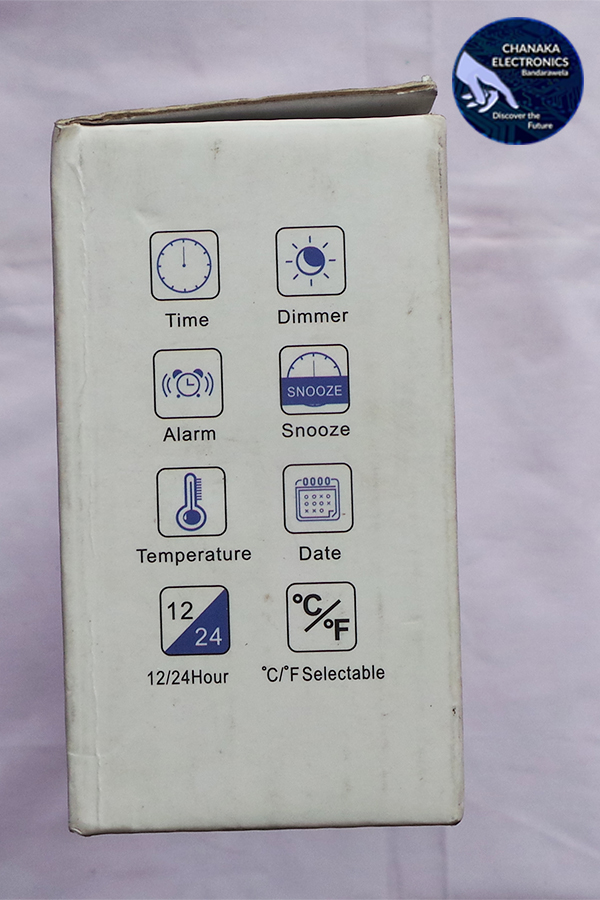 CHANAKA
ELECTRONICS
Bandarawela
Discover the
Future
Time
Dimmer
SNOOZE
Alarm
Snooze
Temperature
Date
12
24
°C/°F
12/24Hour
°C/°F Selectable